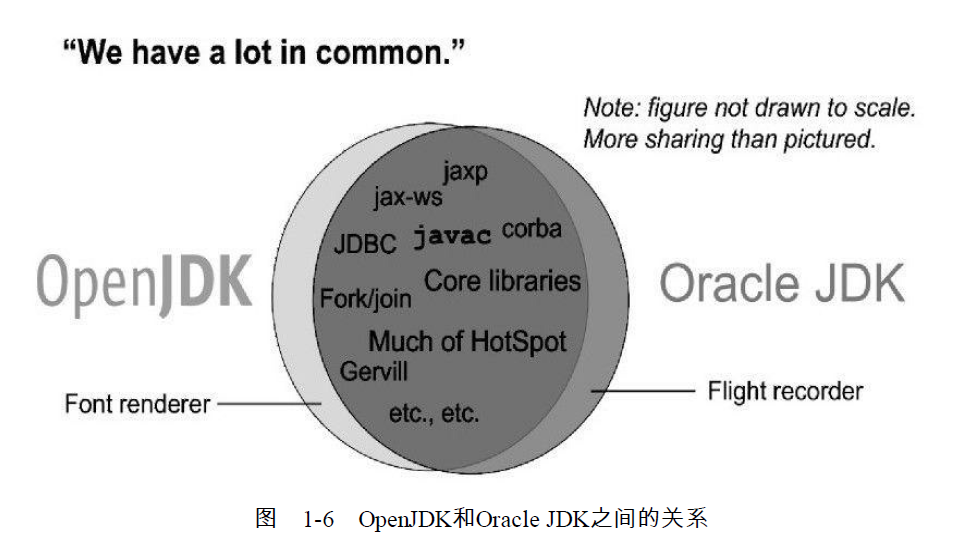 “We have a lot in common.”
Note: figure not drawn to scale.
More sharing than pictured.
jaxp
jax-ws
JDBC javac corba
OpenJDK
Core libraries
Oracle JDK
Fork/join
Much of HotSpot
Gervill
Font renderer
Flight recorder
etc., etc.
图 1-6 OpenJDK和Oracle JDK之间的关系